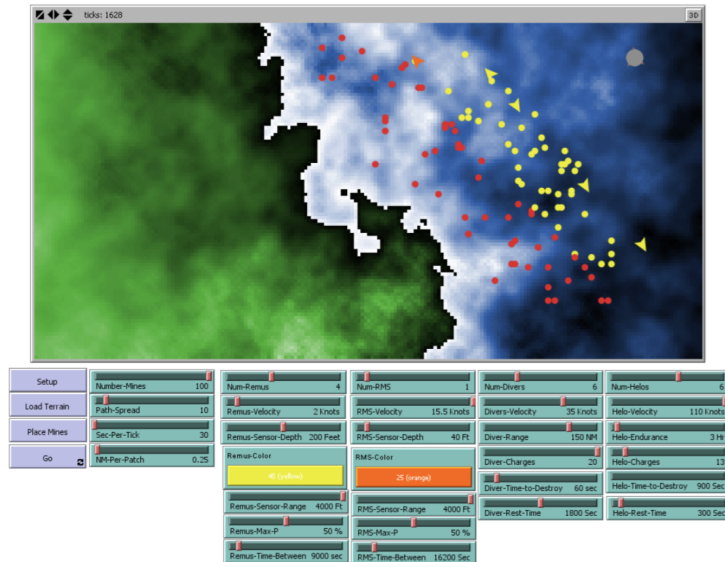 ticks: 1628
3D
Setup
Load Terrain
Place Mines
Go
Number-Mines 100
Path-Spread 10
Sec-Per-Tick 30
NM-Per-Patch 0.25
Num-Remus 4
Remus-Velocity 2 Knots
Remus-Sensor-Depth 200 Feet
Remus-Color
45 (yellow)
Remus-Sensor-Range 4000 Ft
Remus-Max-P 50 %
Remus-Time-Between 9000 sec
Num-RMS 1
RMS-Velocity 15.5 Knots
RMS-Sensor-Depth 40 Ft
RMS-Color
25 (orange)
RMS-Sensor-Range 4000 Ft
RMS-Max-P 50 %
RMS-Time-Between 16200 Sec
Num-Divers 6
Divers-Velocity 35 Knots
Diver-Range 150 NM
Diver-Charges 20
Diver-Time-to-Destroy 60 sec
Diver-Rest-Time 1800 Sec
Num-Helos 6
Helo-Velocity 110 Knots
Helo-Endurance 3 Hr
Helo-Charges 13
Helo-Time-to-Destroy 900 Sec
Helo-Rest-Time 300 Sec